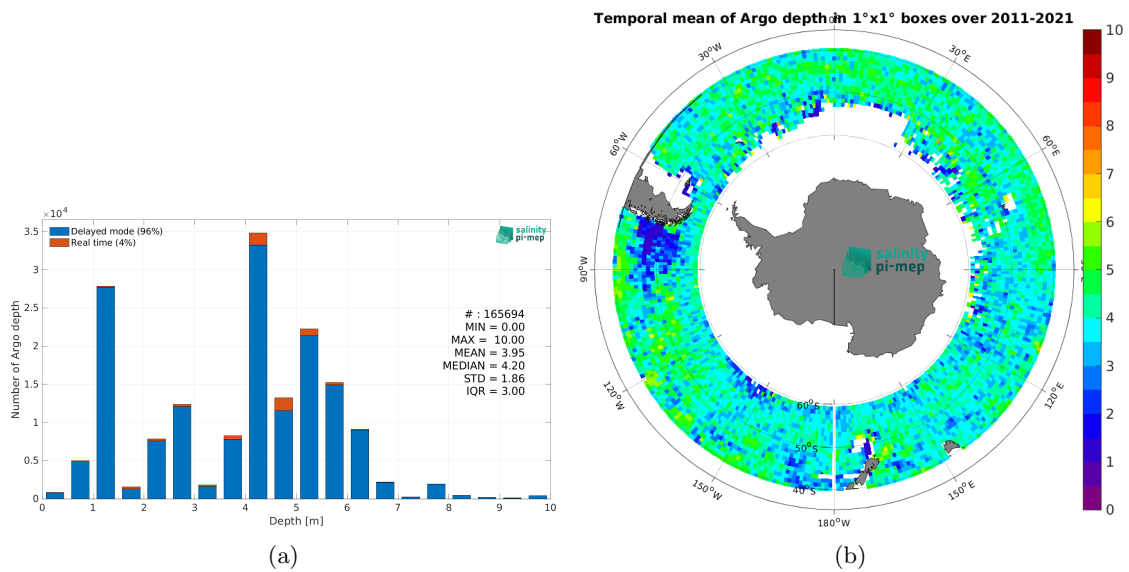 ×10⁴
Delayed mode (96%)
Real time (4%)
salinity
pi-mep
3.5
3
2.5
2
1.5
1
0.5
0
Number of Argo depth
# : 165694
MIN = 0.00
MAX = 10.00
MEAN = 3.95
MEDIAN = 4.20
STD = 1.86
IQR = 3.00
0 1 2 3 4 5 6 7 8 9 10
Depth [m]
(a)
Temporal mean of Argo depth in 1°x1° boxes over 2011-2021
30°W
30°E
60°W
60°E
90°W
120°W
120°E
150°W
150°E
180°W
60°S
50°S
40°S
salinity
pi-mep
10
9
8
7
6
5
4
3
2
1
0
(b)